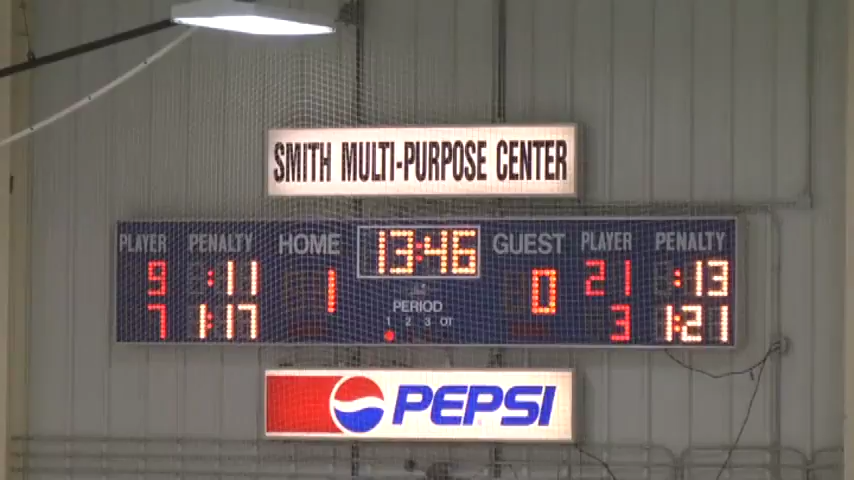 SMITH MULTI-PURPOSE CENTER
PLAYER PENALTY HOME 13:46 GUEST PLAYER PENALTY
9 :11 1 0 21 :13
PERIOD
1 2 3 OT
7 1:17 3 1:21
PEPSI